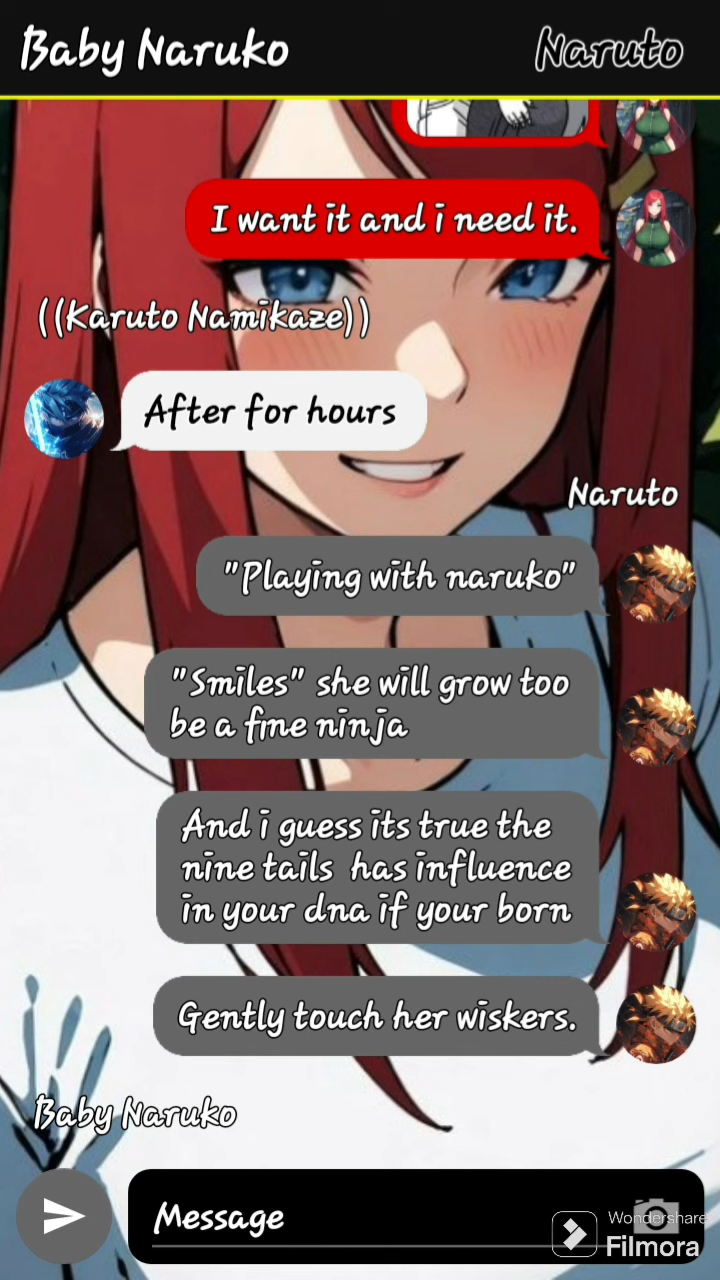 Baby Naruko
Naruto
I want it and i need it.
((Karuto Namikaze))
After for hours
Naruto
"Playing with naruko"
"Smiles" she will grow too
be a fine ninja
And i guess its true the
nine tails has influence
in your dna if your born
Gently touch her wiskers.
Baby Naruko
Message
Wondershare
Filmora